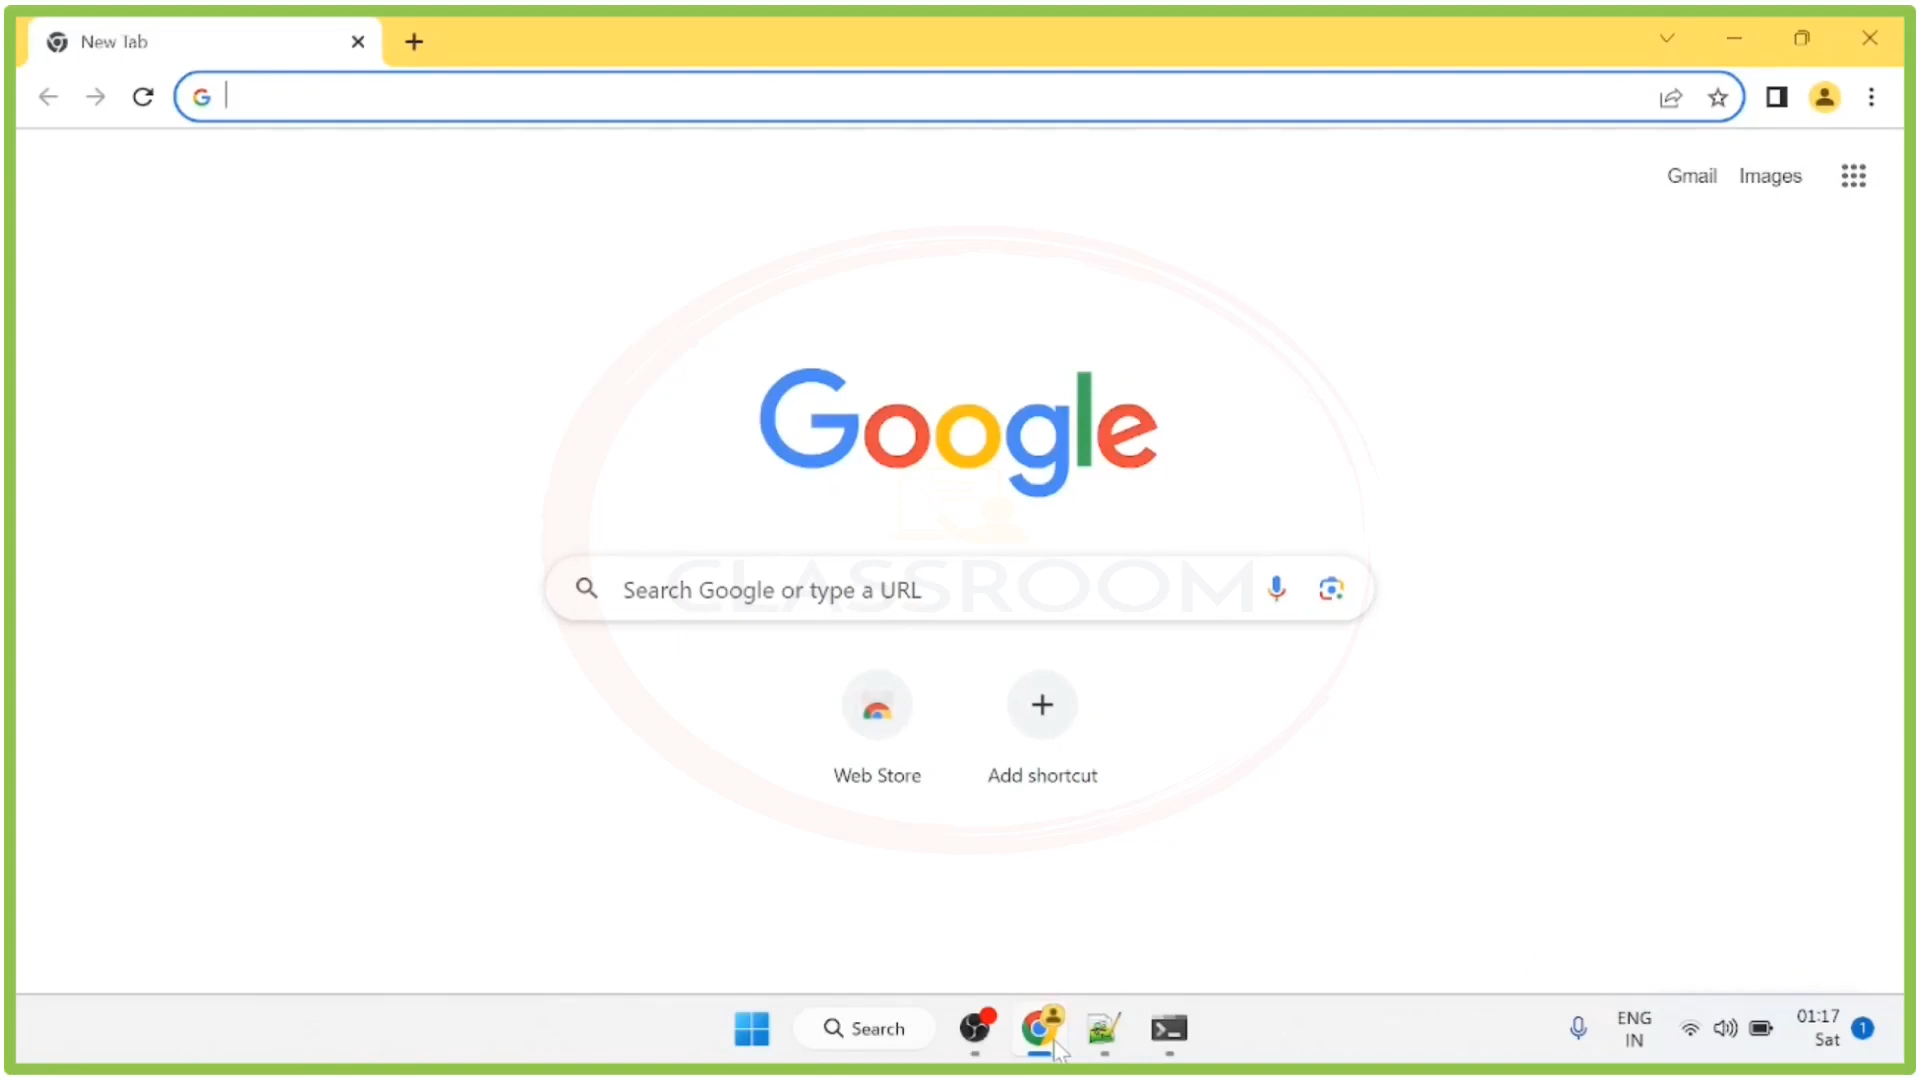 New Tab
Gmail Images
Google
CLASSROOM
Search Google or type a URL
Web Store Add shortcut
Search
ENG
IN
01:17
Sat
1